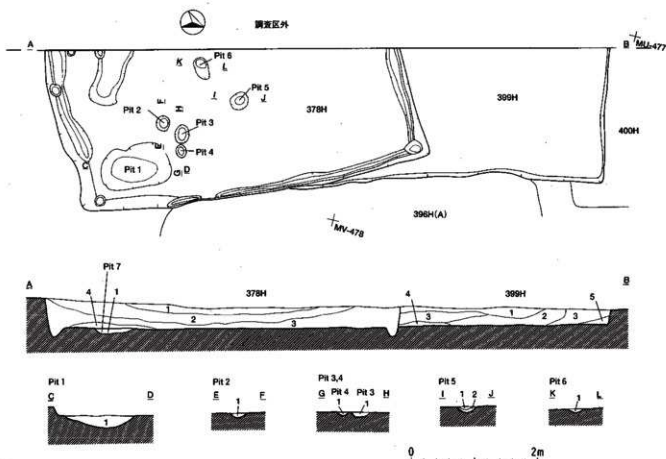 調査区外
A
B
MU-477
K
Pit 6
L
I
Pit 5
J
Pit 2
F
H
Pit 3
378H
399H
400H
E
Pit 4
Pit 1
G
D
396H(A)
MV-478
A
Pit 7
B
4 1
378H
4
399H
5
1
2
3
3
1
2
3
Pit 1
C
D
1
Pit 2
E
F
1
Pit 3,4
G
Pit 4
Pit 3
H
1
1
Pit 5
I
1 2
J
Pit 6
K
1
L
0
2m